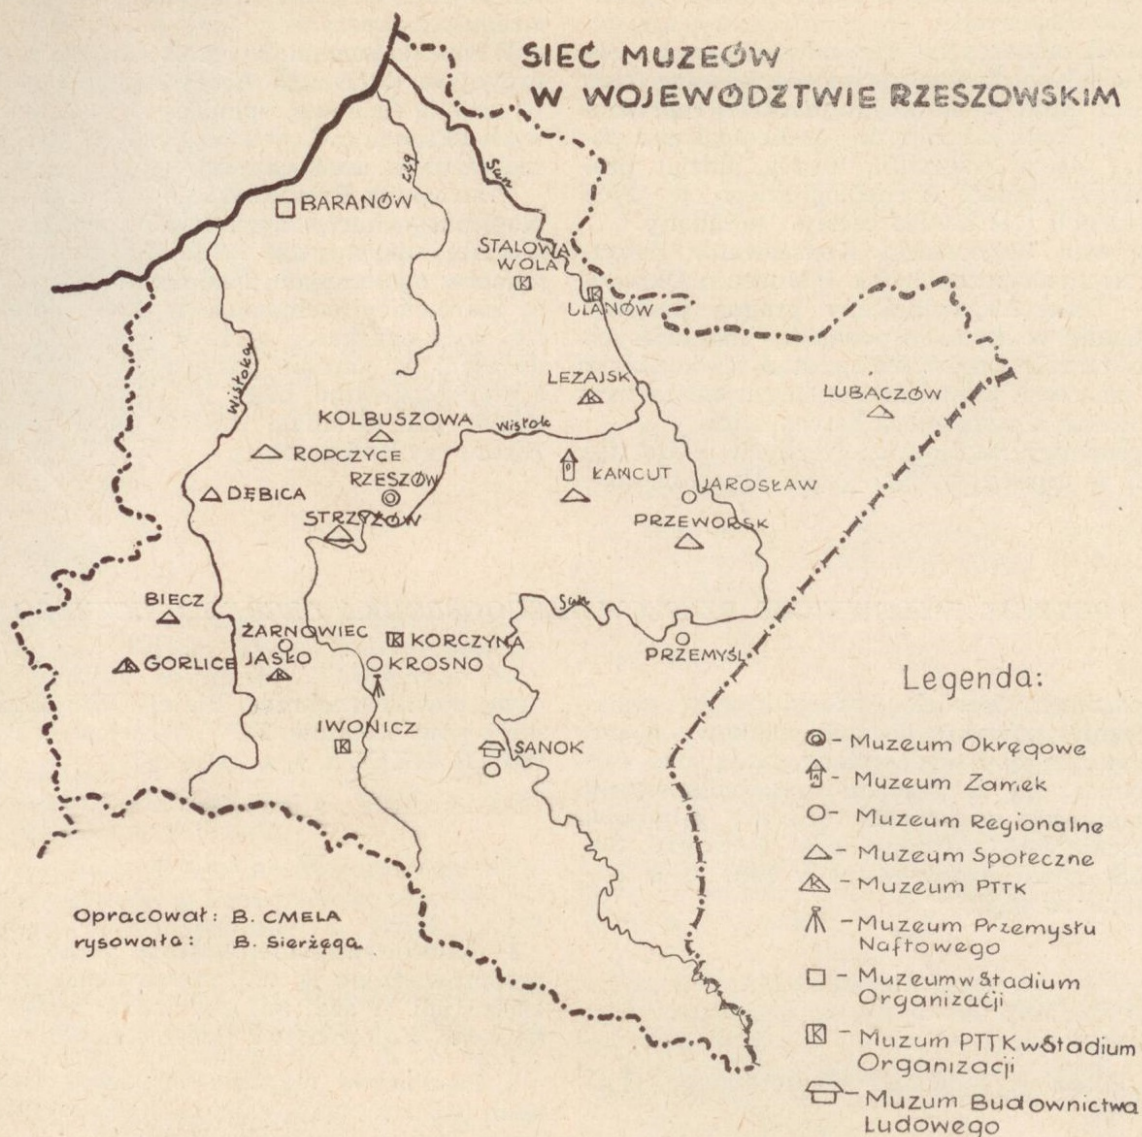 SIEĆ MUZEÓW
W WOJEWÓDZTWIE RZESZOWSKIM
Łęg
San
BARANÓW
STALOWA
WOLA
ULANÓW
Wisłoka
LEŻAJSK
LUBACZÓW
KOLBUSZOWA
Wisłok
ROPCZYCE
RZESZÓW
ŁAŃCUT
JAROSŁAW
DĘBICA
STRZYŻÓW
PRZEWORSK
BIECZ
San
ŻARNOWIEC
KORCZYNA
PRZEMYŚL
GORLICE
JASŁO
KROSNO
IWONICZ
SANOK
Legenda:
- Muzeum Okręgowe
- Muzeum Zamek
- Muzeum Regionalne
- Muzeum Społeczne
K - Muzeum PTTK
- Muzeum Przemysłu
Naftowego
- Muzeum w Stadium
Organizacji
K - Muzum PTTK w Stadium
Organizacji
- Muzum Budownictwa
Ludowego
Opracował: B. CMELA
rysowała: B. Sierżęga